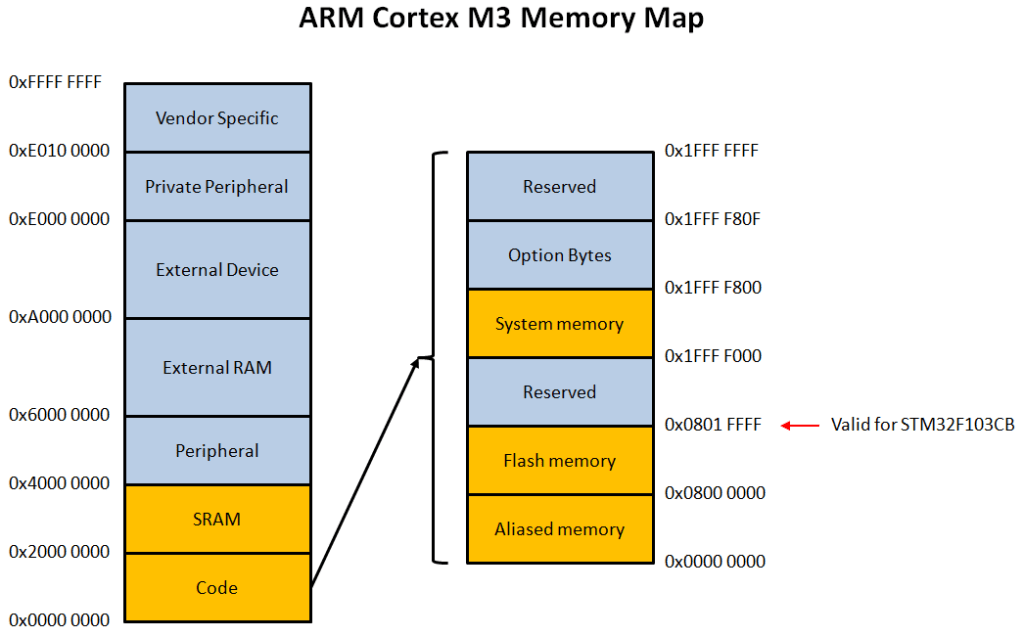 ARM Cortex M3 Memory Map
0xFFFF FFFF
Vendor Specific
0xE010 0000
Private Peripheral
0xE000 0000
External Device
0xA000 0000
External RAM
0x6000 0000
Peripheral
0x4000 0000
SRAM
0x2000 0000
Code
0x0000 0000
0x1FFF FFFF
Reserved
0x1FFF F80F
Option Bytes
0x1FFF F800
System memory
0x1FFF F000
Reserved
0x0801 FFFF
Valid for STM32F103CB
Flash memory
0x0800 0000
Aliased memory
0x0000 0000